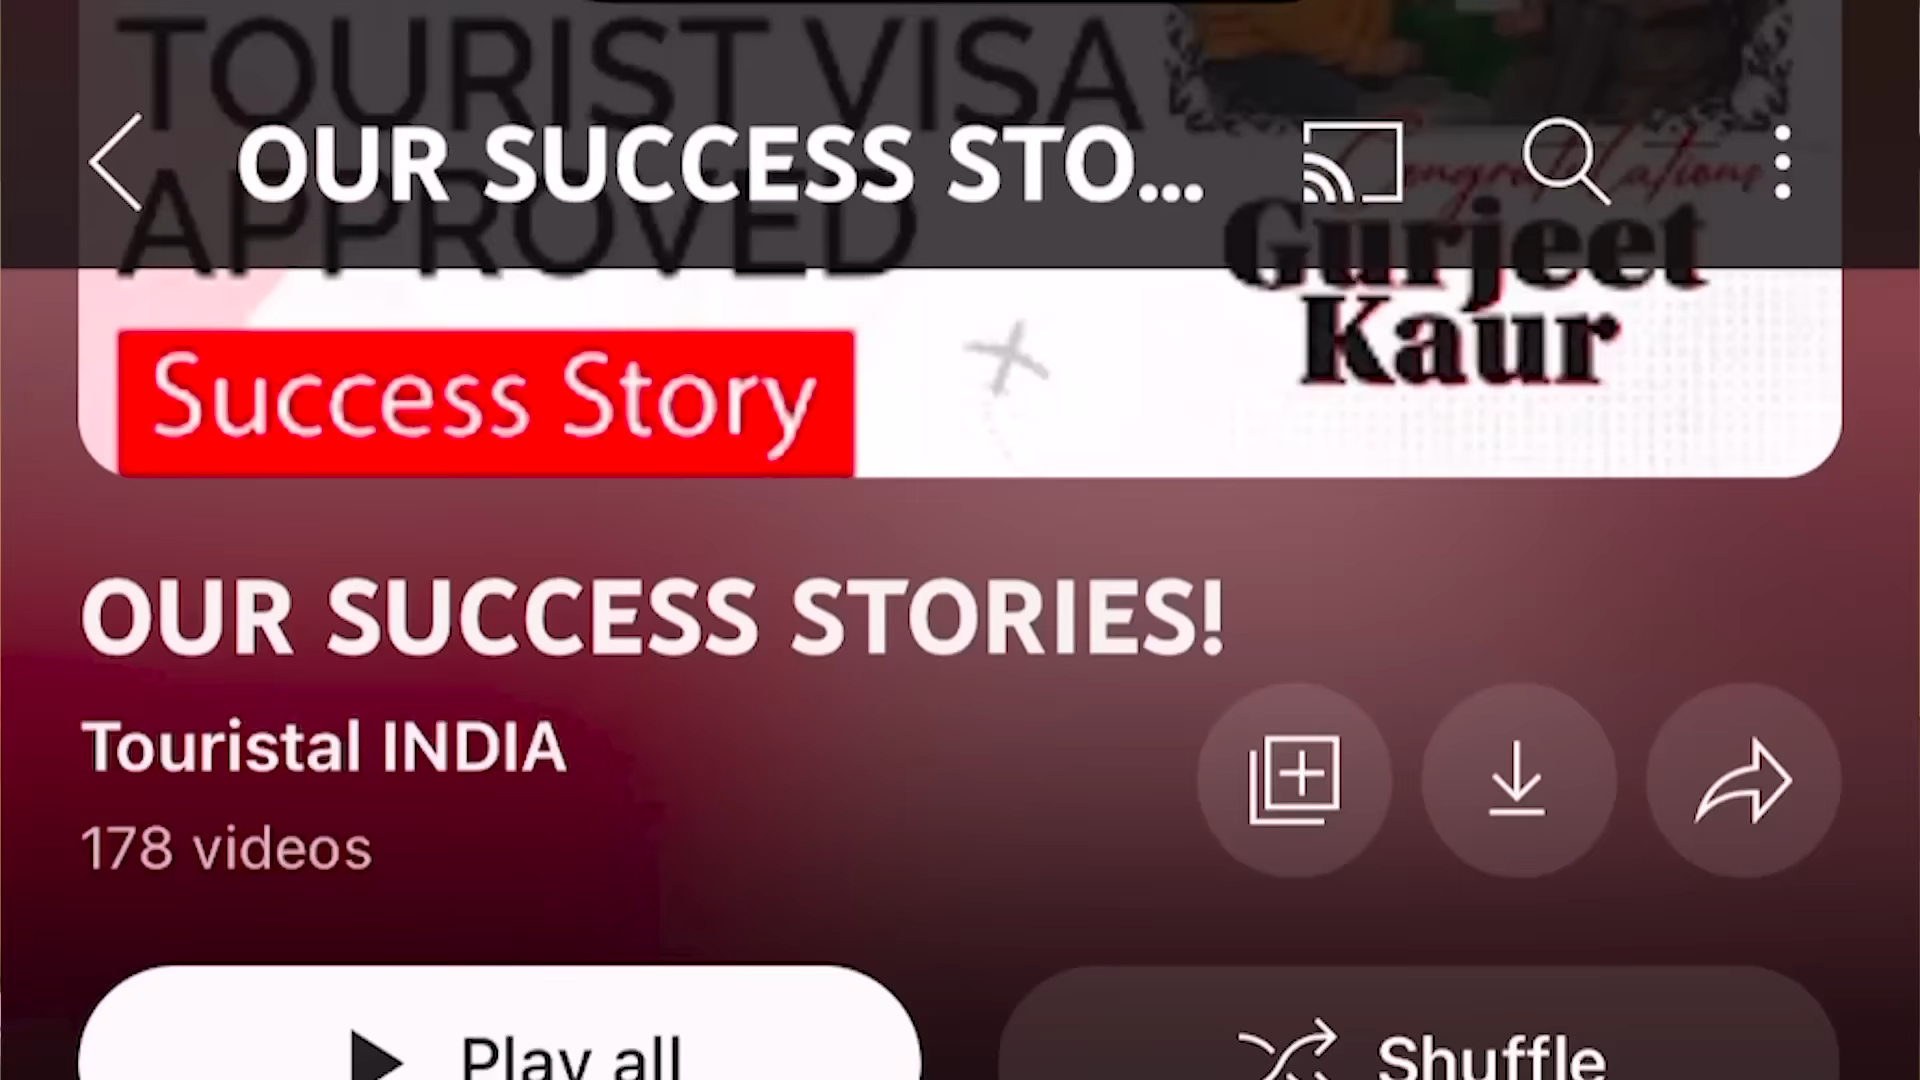 TOURIST VISA
APPROVED
OUR SUCCESS STO...
Congratulations
Gurjeet
Kaur
Success Story
OUR SUCCESS STORIES!
Touristal INDIA
178 videos
Play all
Shuffle